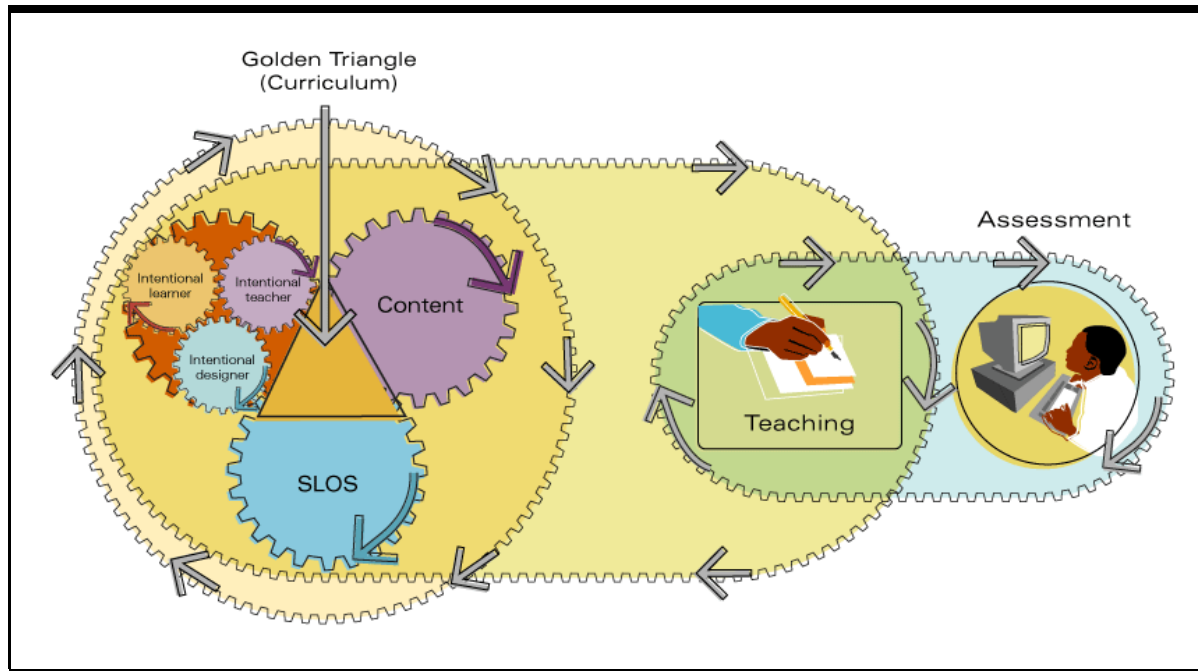 Golden Triangle
(Curriculum)
Assessment
Intentional
learner
Intentional
teacher
Content
Intentional
designer
Teaching
SLOS